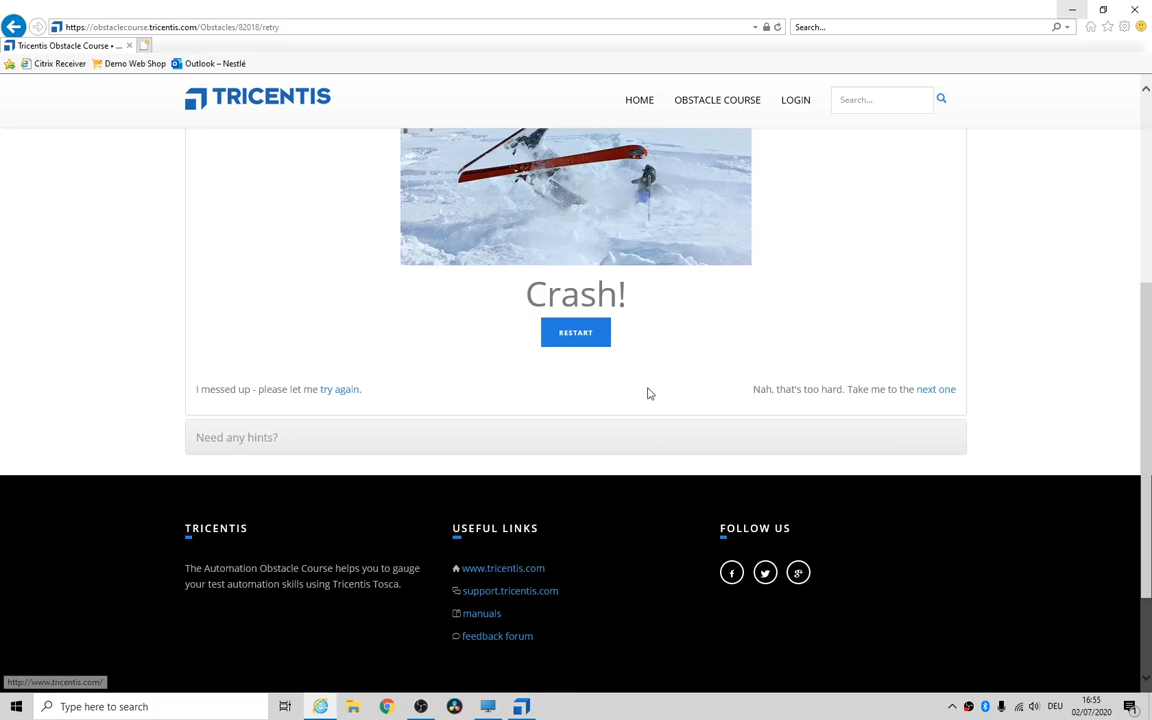 https://obstaclecourse.tricentis.com/Obstacles/82018/retry
Search...
Tricentis Obstacle Course • ...
Citrix Receiver
Demo Web Shop
Outlook – Nestlé
TRICENTIS
HOME
OBSTACLE COURSE
LOGIN
Search...
Crash!
RESTART
I messed up - please let me try again.
Nah, that's too hard. Take me to the next one
Need any hints?
TRICENTIS
USEFUL LINKS
FOLLOW US
The Automation Obstacle Course helps you to gauge
your test automation skills using Tricentis Tosca.
www.tricentis.com
support.tricentis.com
manuals
feedback forum
http://www.tricentis.com/
Type here to search
DEU
16:55
02/07/2020